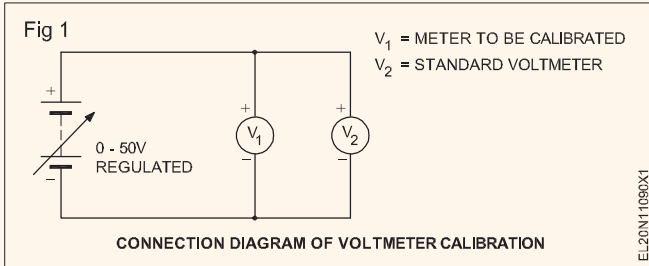 Fig 1
V1 = METER TO BE CALIBRATED
V2 = STANDARD VOLTMETER
+
+
+
V1
V2
0 - 50V
REGULATED
–
–
–
CONNECTION DIAGRAM OF VOLTMETER CALIBRATION
EL20N11090X1